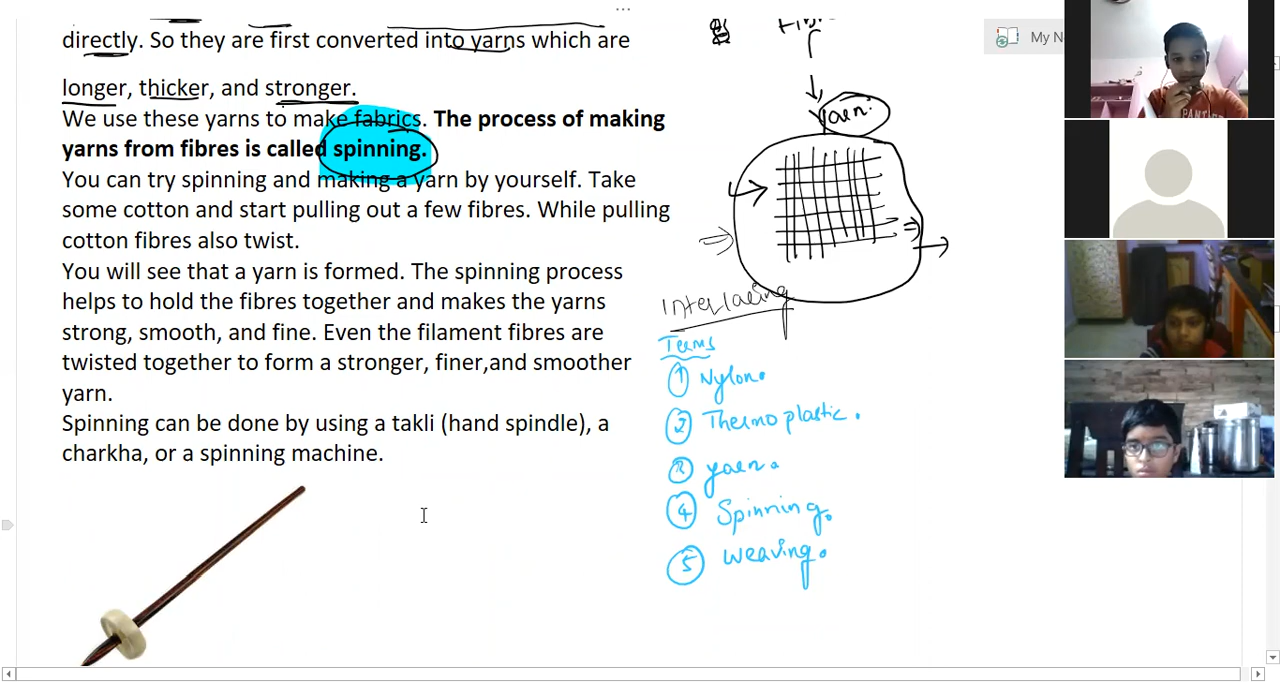 directly. So they are first converted into yarns which are
longer, thicker, and stronger.
We use these yarns to make fabrics. The process of making
yarns from fibres is called spinning.
You can try spinning and making a yarn by yourself. Take
some cotton and start pulling out a few fibres. While pulling
cotton fibres also twist.
You will see that a yarn is formed. The spinning process
helps to hold the fibres together and makes the yarns
strong, smooth, and fine. Even the filament fibres are
twisted together to form a stronger, finer,and smoother
yarn.
Spinning can be done by using a takli (hand spindle), a
charkha, or a spinning machine.
Yarn.
Interlacing
Terms
1 Nylon.
2 Thermoplastic.
3 yarn.
4 Spinning.
5 weaving.
My